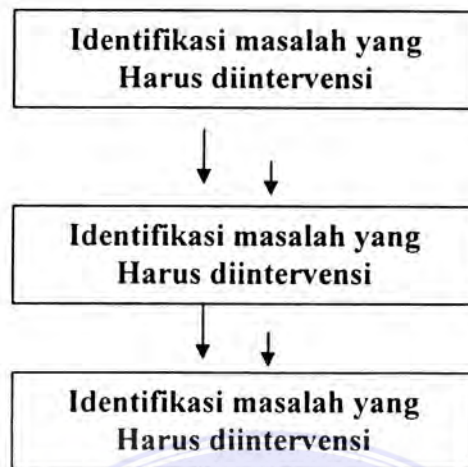 Identifikasi masalah yang
Harus diintervensi
Identifikasi masalah yang
Harus diintervensi
Identifikasi masalah yang
Harus diintervensi